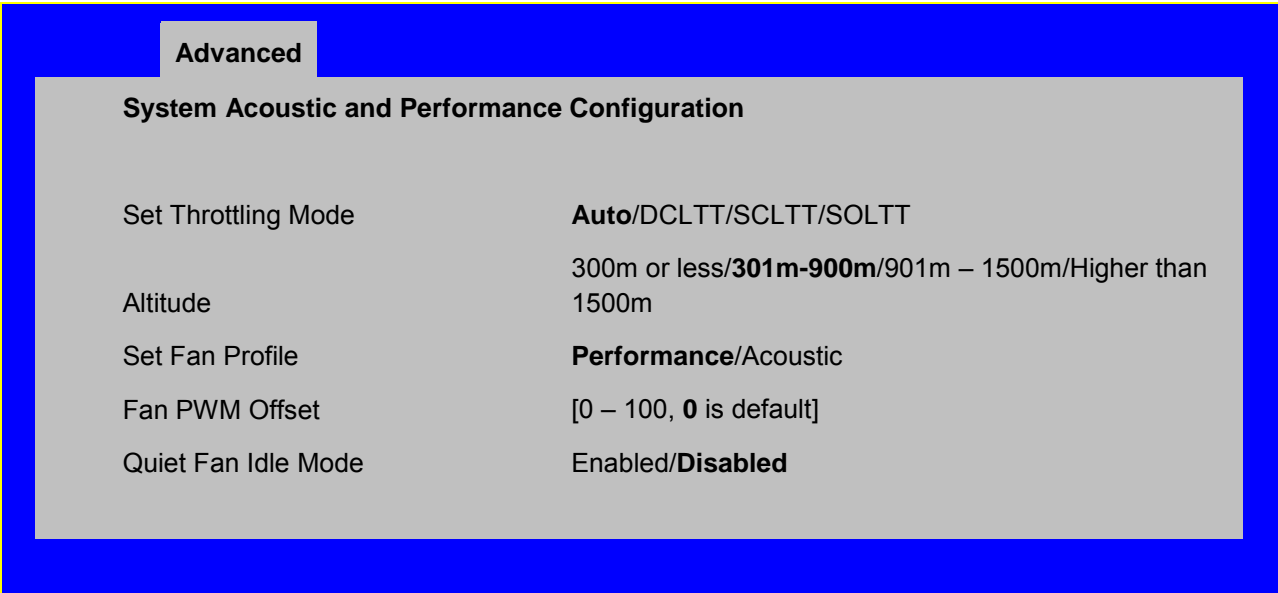 Advanced
System Acoustic and Performance Configuration
Set Throttling Mode Auto/DCLTT/SCLTT/SOLTT
300m or less/301m-900m/901m – 1500m/Higher than
Altitude 1500m
Set Fan Profile Performance/Acoustic
Fan PWM Offset [0 – 100, 0 is default]
Quiet Fan Idle Mode Enabled/Disabled